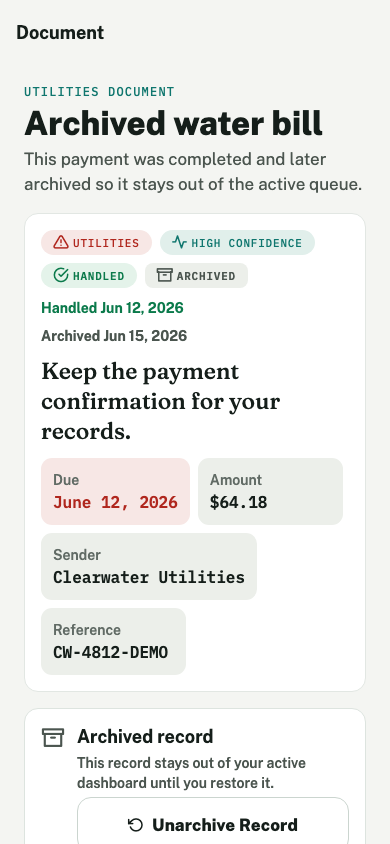 Document
UTILITIES DOCUMENT
Archived water bill
This payment was completed and later
archived so it stays out of the active queue.
UTILITIES
HIGH CONFIDENCE
HANDLED
ARCHIVED
Handled Jun 12, 2026
Archived Jun 15, 2026
Keep the payment
confirmation for your
records.
Due
June 12, 2026
Amount
$64.18
Sender
Clearwater Utilities
Reference
CW-4812-DEMO
Archived record
This record stays out of your active
dashboard until you restore it.
Unarchive Record